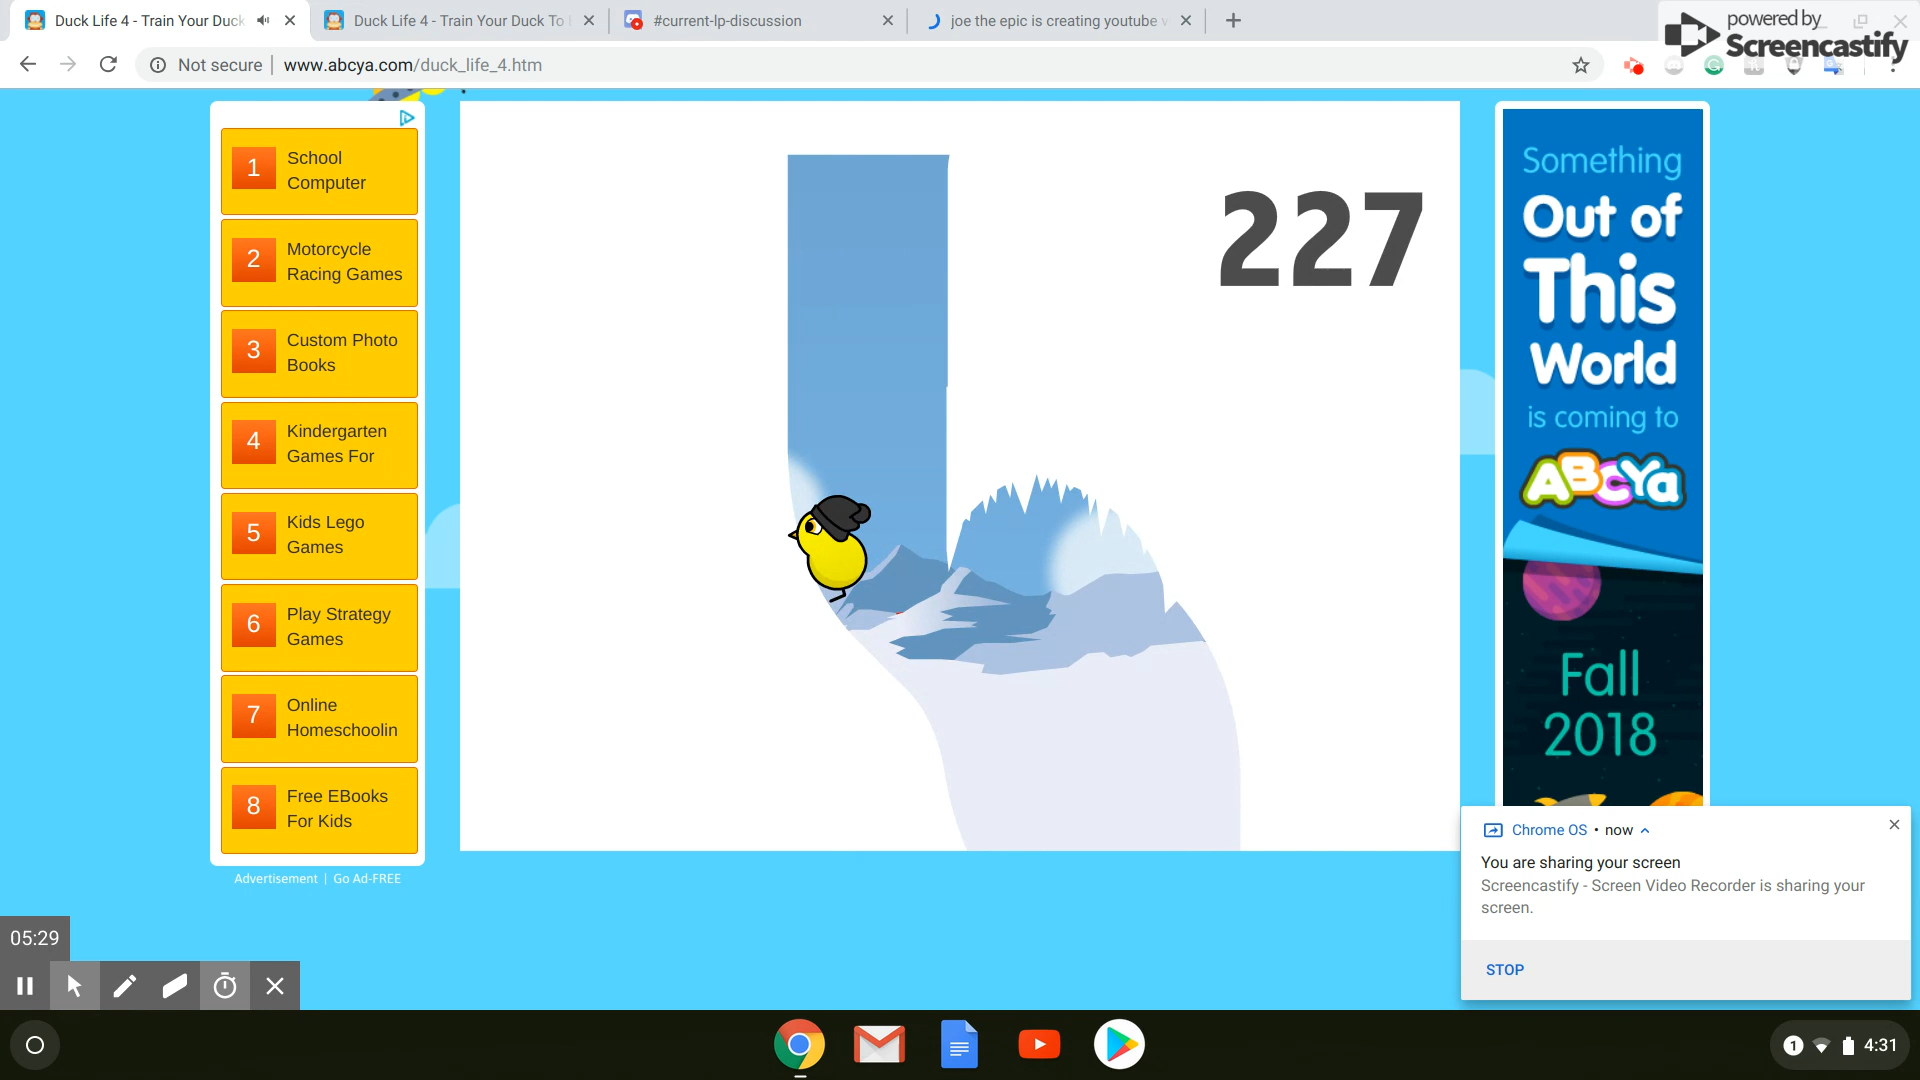 Duck Life 4 - Train Your Duck
Duck Life 4 - Train Your Duck To
#current-lp-discussion
joe the epic is creating youtube
powered by
Screencastify
Not secure
www.abcya.com/duck_life_4.htm
1
School
Computer
2
Motorcycle
Racing Games
3
Custom Photo
Books
4
Kindergarten
Games For
5
Kids Lego
Games
6
Play Strategy
Games
7
Online
Homeschoolin
8
Free EBooks
For Kids
Advertisement | Go Ad-FREE
227
Something
Out of
This
World
is coming to
ABCYa
Fall
2018
Chrome OS • now
You are sharing your screen
Screencastify - Screen Video Recorder is sharing your
screen.
STOP
05:29
1
4:31